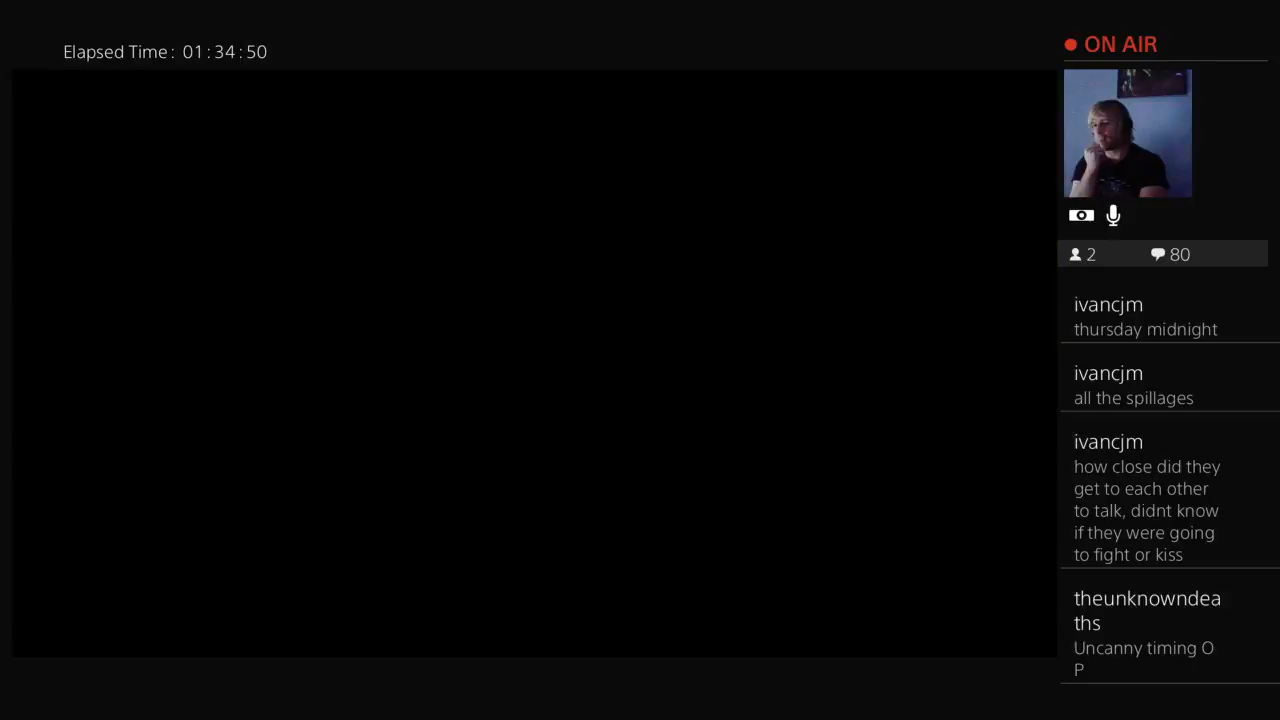 Elapsed Time: 01:34:50
ON AIR
2 80
ivancjm
thursday midnight
ivancjm
all the spillages
ivancjm
how close did they
get to each other
to talk, didnt know
if they were going
to fight or kiss
theunknowndea
ths
Uncanny timing O
P